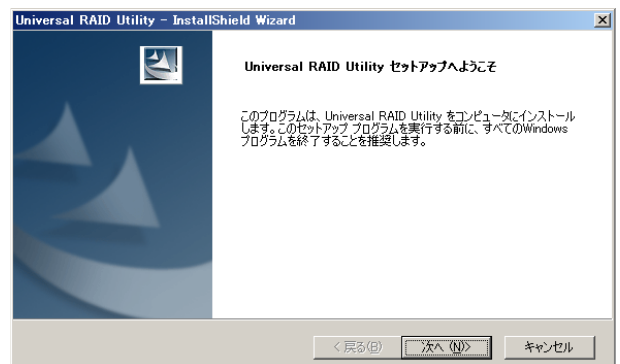 Universal RAID Utility - InstallShield Wizard
Universal RAID Utility セットアップへようこそ
このプログラムは、Universal RAID Utility をコンピュータにインストール
します。このセットアップ プログラムを実行する前に、すべてのWindows
プログラムを終了することを推奨します。
< 戻る(B)
次へ (N)>
キャンセル